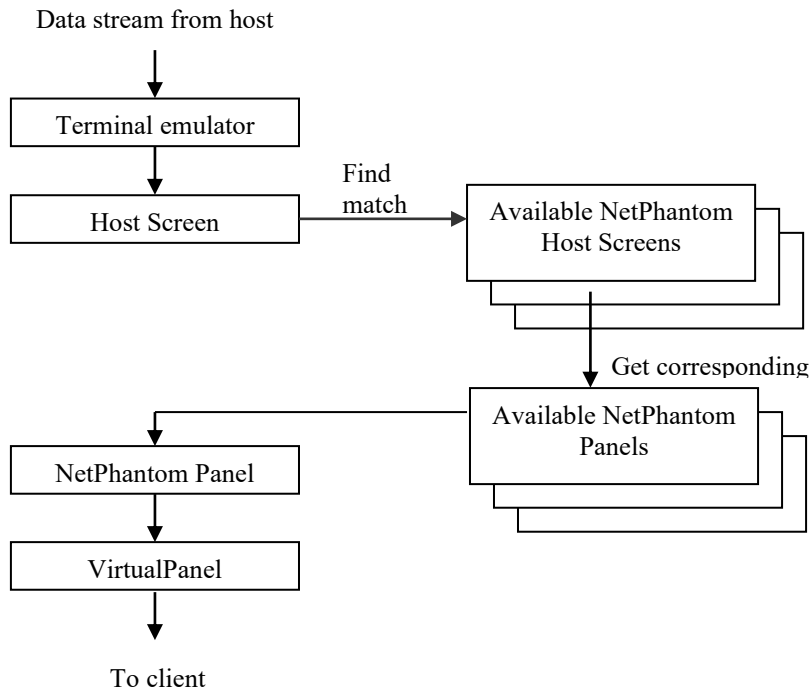 Data stream from host
Terminal emulator
Host Screen
Find
match
Available NetPhantom
Host Screens
Get corresponding
Available NetPhantom
Panels
NetPhantom Panel
VirtualPanel
To client